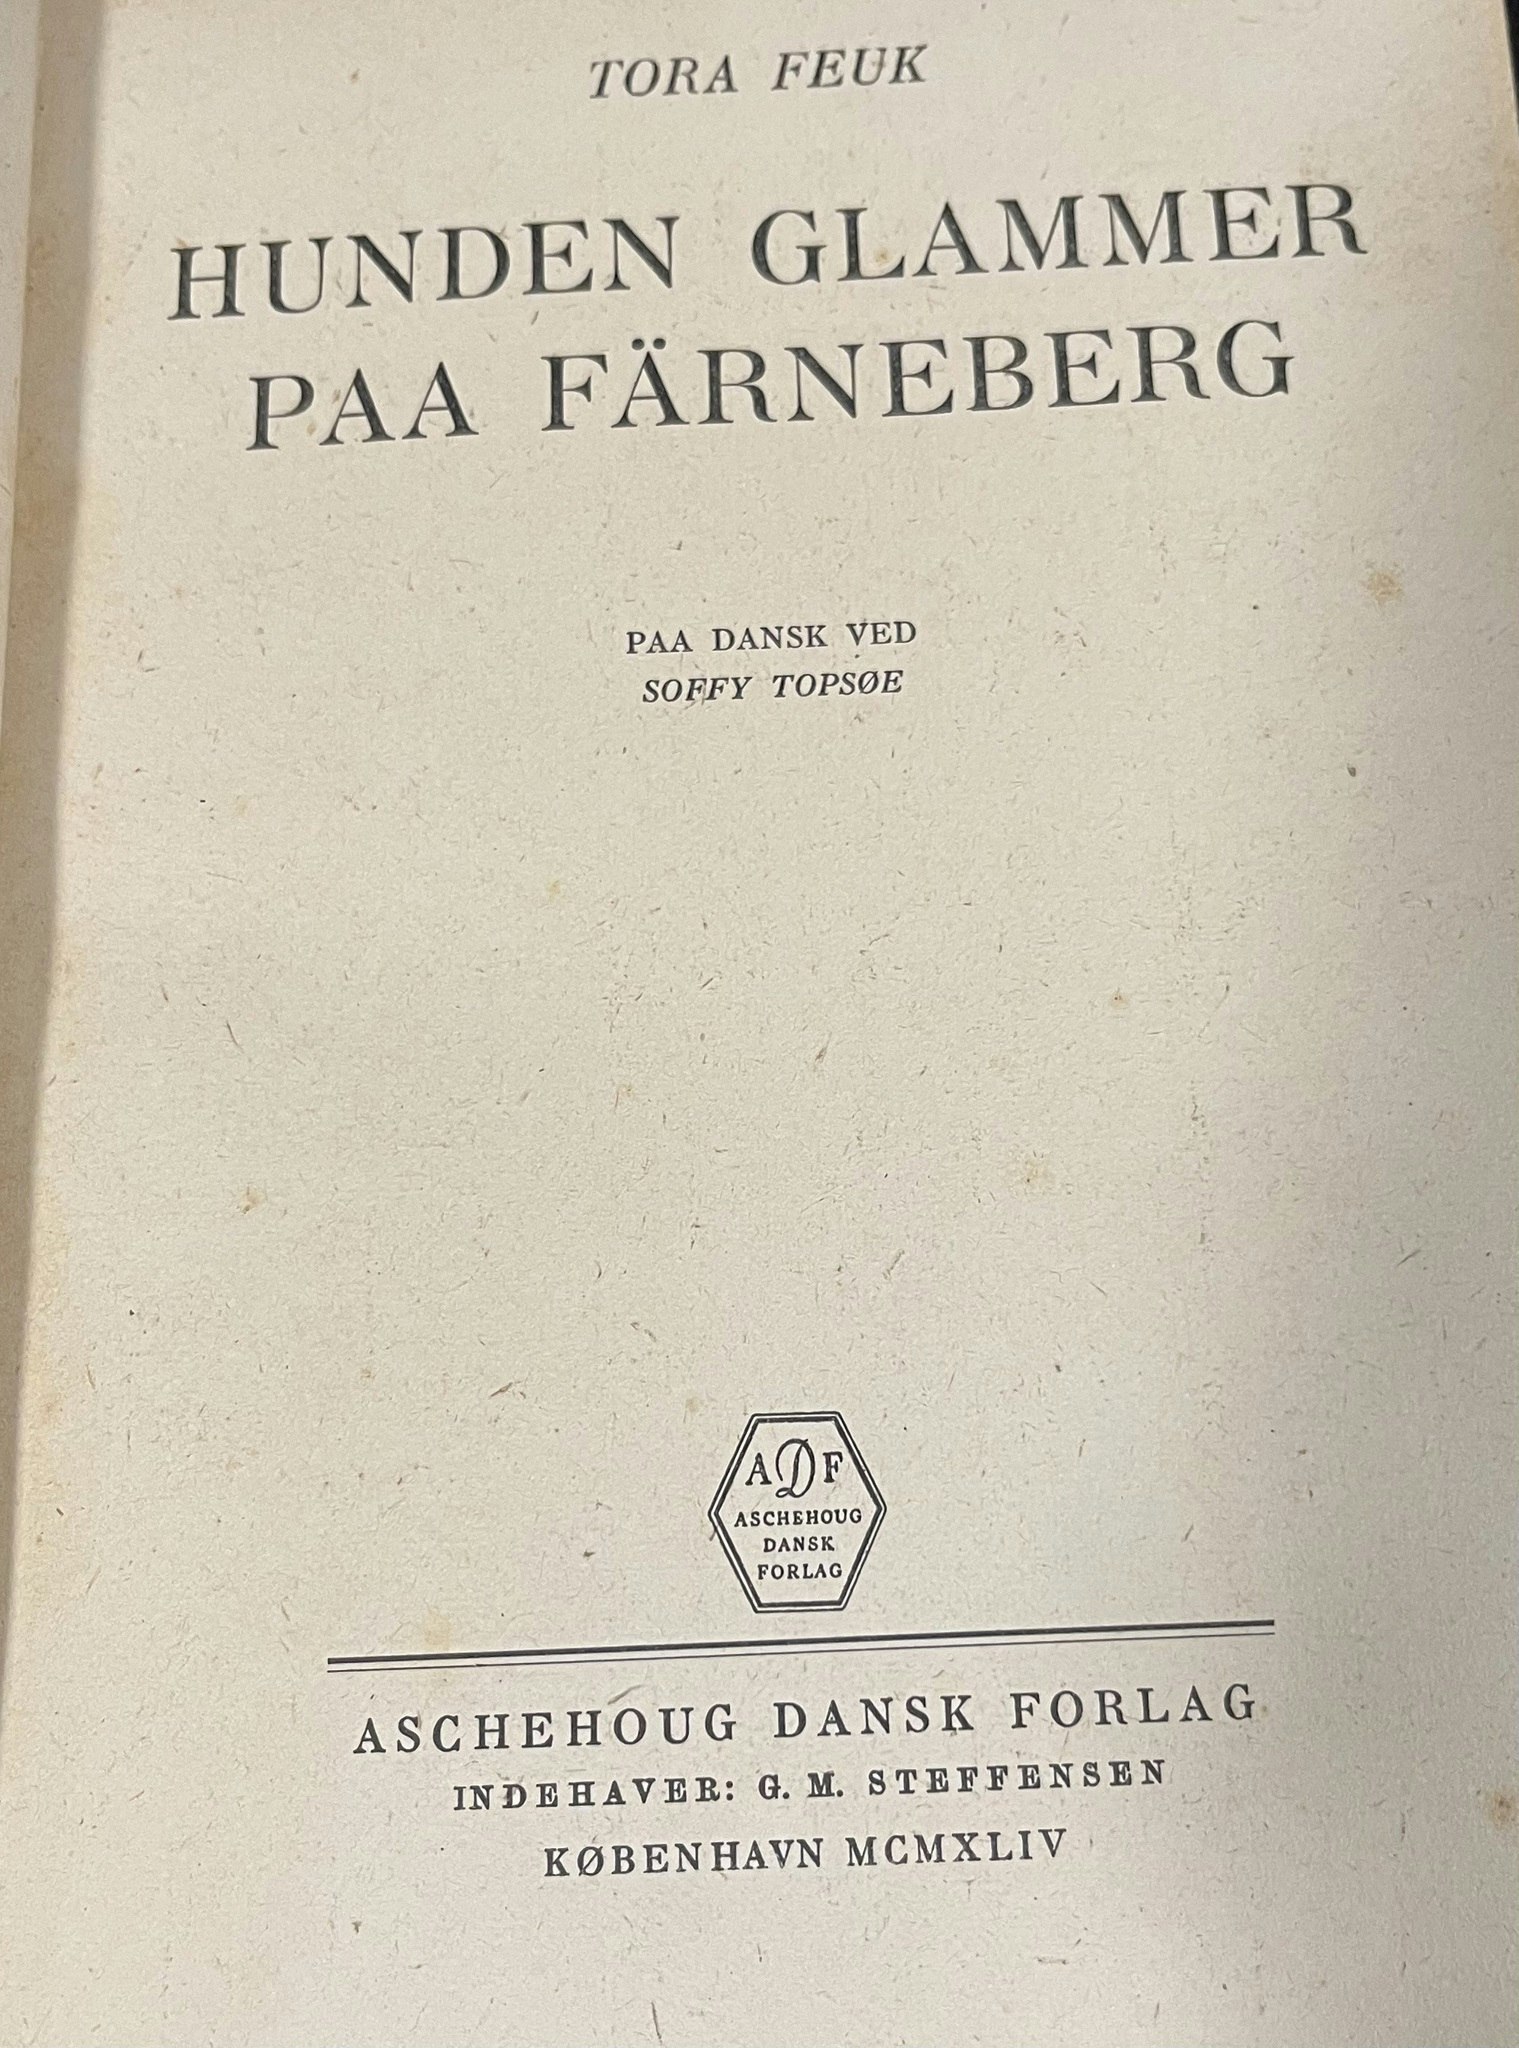 TORA FEUK
HUNDEN GLAMMER
PAA FÄRNEBERG
PAA DANSK VED
SOFFY TOPSØE
ADF
ASCHEHOUG
DANSK
FORLAG
ASCHEHOUG DANSK FORLAG
INDEHAVER: G. M. STEFFENSEN
KØBENHAVN MCMXLIV